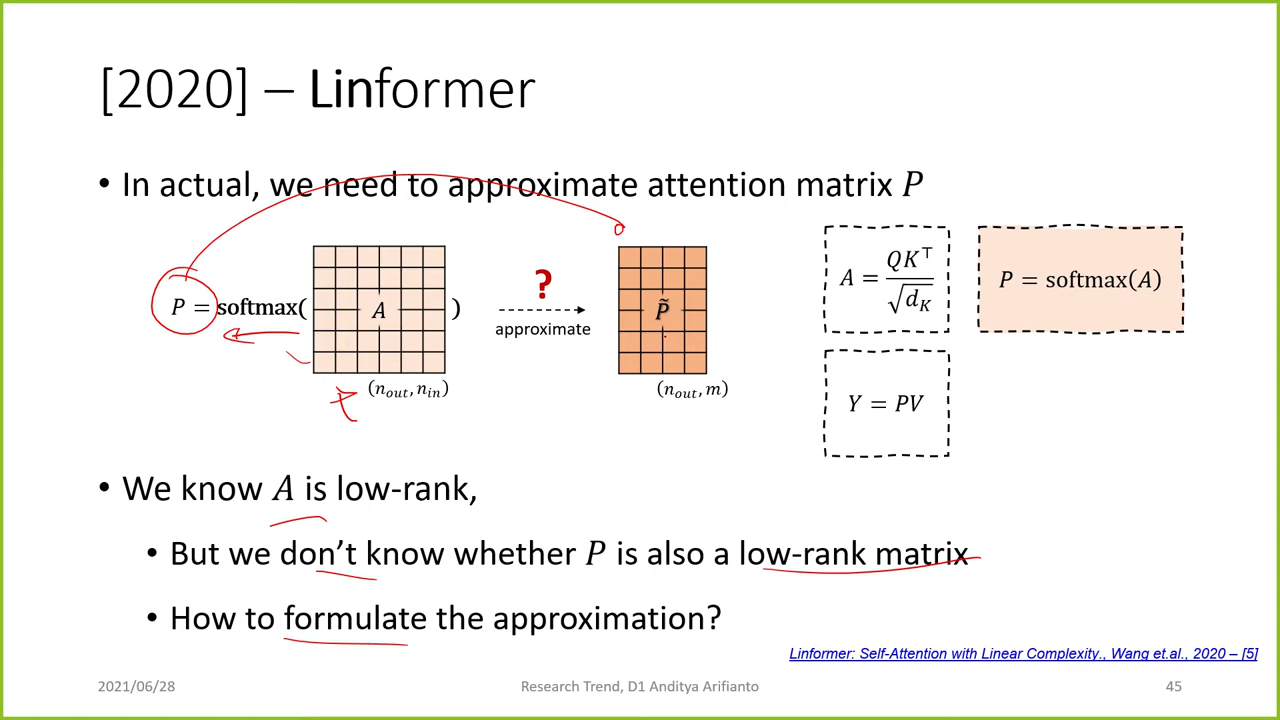 [2020] – Linformer
• In actual, we need to approximate attention matrix P
P = softmax( A )
(n_out, n_in)
?
approximate
P̃
(n_out, m)
A = QK⊤ / √d_K
P = softmax(A)
Y = PV
• We know A is low-rank,
• But we don’t know whether P is also a low-rank matrix
• How to formulate the approximation?
Linformer: Self-Attention with Linear Complexity., Wang et.al., 2020 – [5]
2021/06/28
Research Trend, D1 Anditya Arifianto
45